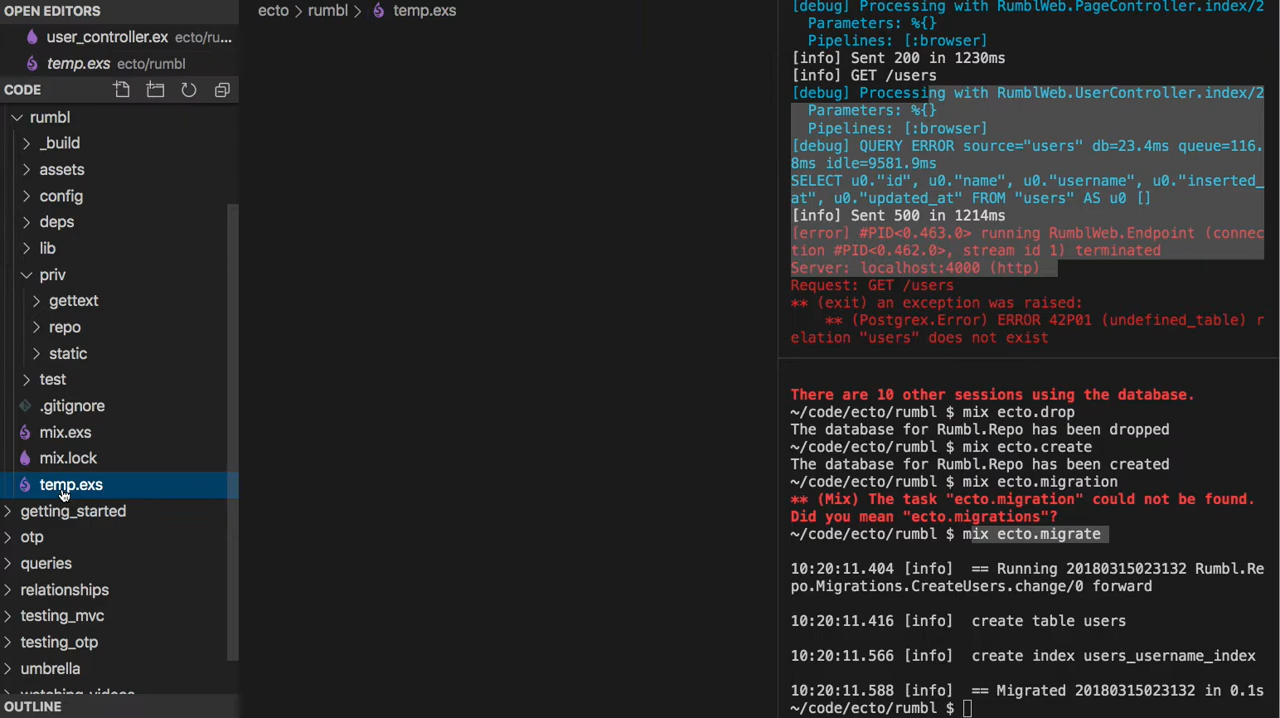 OPEN EDITORS
user_controller.ex ecto/ru...
temp.exs ecto/rumbl
CODE
rumbl
_build
assets
config
deps
lib
priv
gettext
repo
static
test
.gitignore
mix.exs
mix.lock
temp.exs
getting_started
otp
queries
relationships
testing_mvc
testing_otp
umbrella
watching_videos
OUTLINE
ecto > rumbl > temp.exs
[debug] Processing with RumblWeb.PageController.index/2
Parameters: %{}
Pipelines: [:browser]
[info] Sent 200 in 1230ms
[info] GET /users
[debug] Processing with RumblWeb.UserController.index/2
Parameters: %{}
Pipelines: [:browser]
[debug] QUERY ERROR source="users" db=23.4ms queue=116.
8ms idle=9581.9ms
SELECT u0."id", u0."name", u0."username", u0."inserted_
at", u0."updated_at" FROM "users" AS u0 []
[info] Sent 500 in 1214ms
[error] #PID<0.463.0> running RumblWeb.Endpoint (connec
tion #PID<0.462.0>, stream id 1) terminated
Server: localhost:4000 (http)
Request: GET /users
** (exit) an exception was raised:
** (Postgrex.Error) ERROR 42P01 (undefined_table) r
elation "users" does not exist
There are 10 other sessions using the database.
~/code/ecto/rumbl $ mix ecto.drop
The database for Rumbl.Repo has been dropped
~/code/ecto/rumbl $ mix ecto.create
The database for Rumbl.Repo has been created
~/code/ecto/rumbl $ mix ecto.migration
** (Mix) The task "ecto.migration" could not be found.
Did you mean "ecto.migrations"?
~/code/ecto/rumbl $ mix ecto.migrate
10:20:11.404 [info] == Running 20180315023132 Rumbl.Re
po.Migrations.CreateUsers.change/0 forward
10:20:11.416 [info] create table users
10:20:11.566 [info] create index users_username_index
10:20:11.588 [info] == Migrated 20180315023132 in 0.1s
~/code/ecto/rumbl $